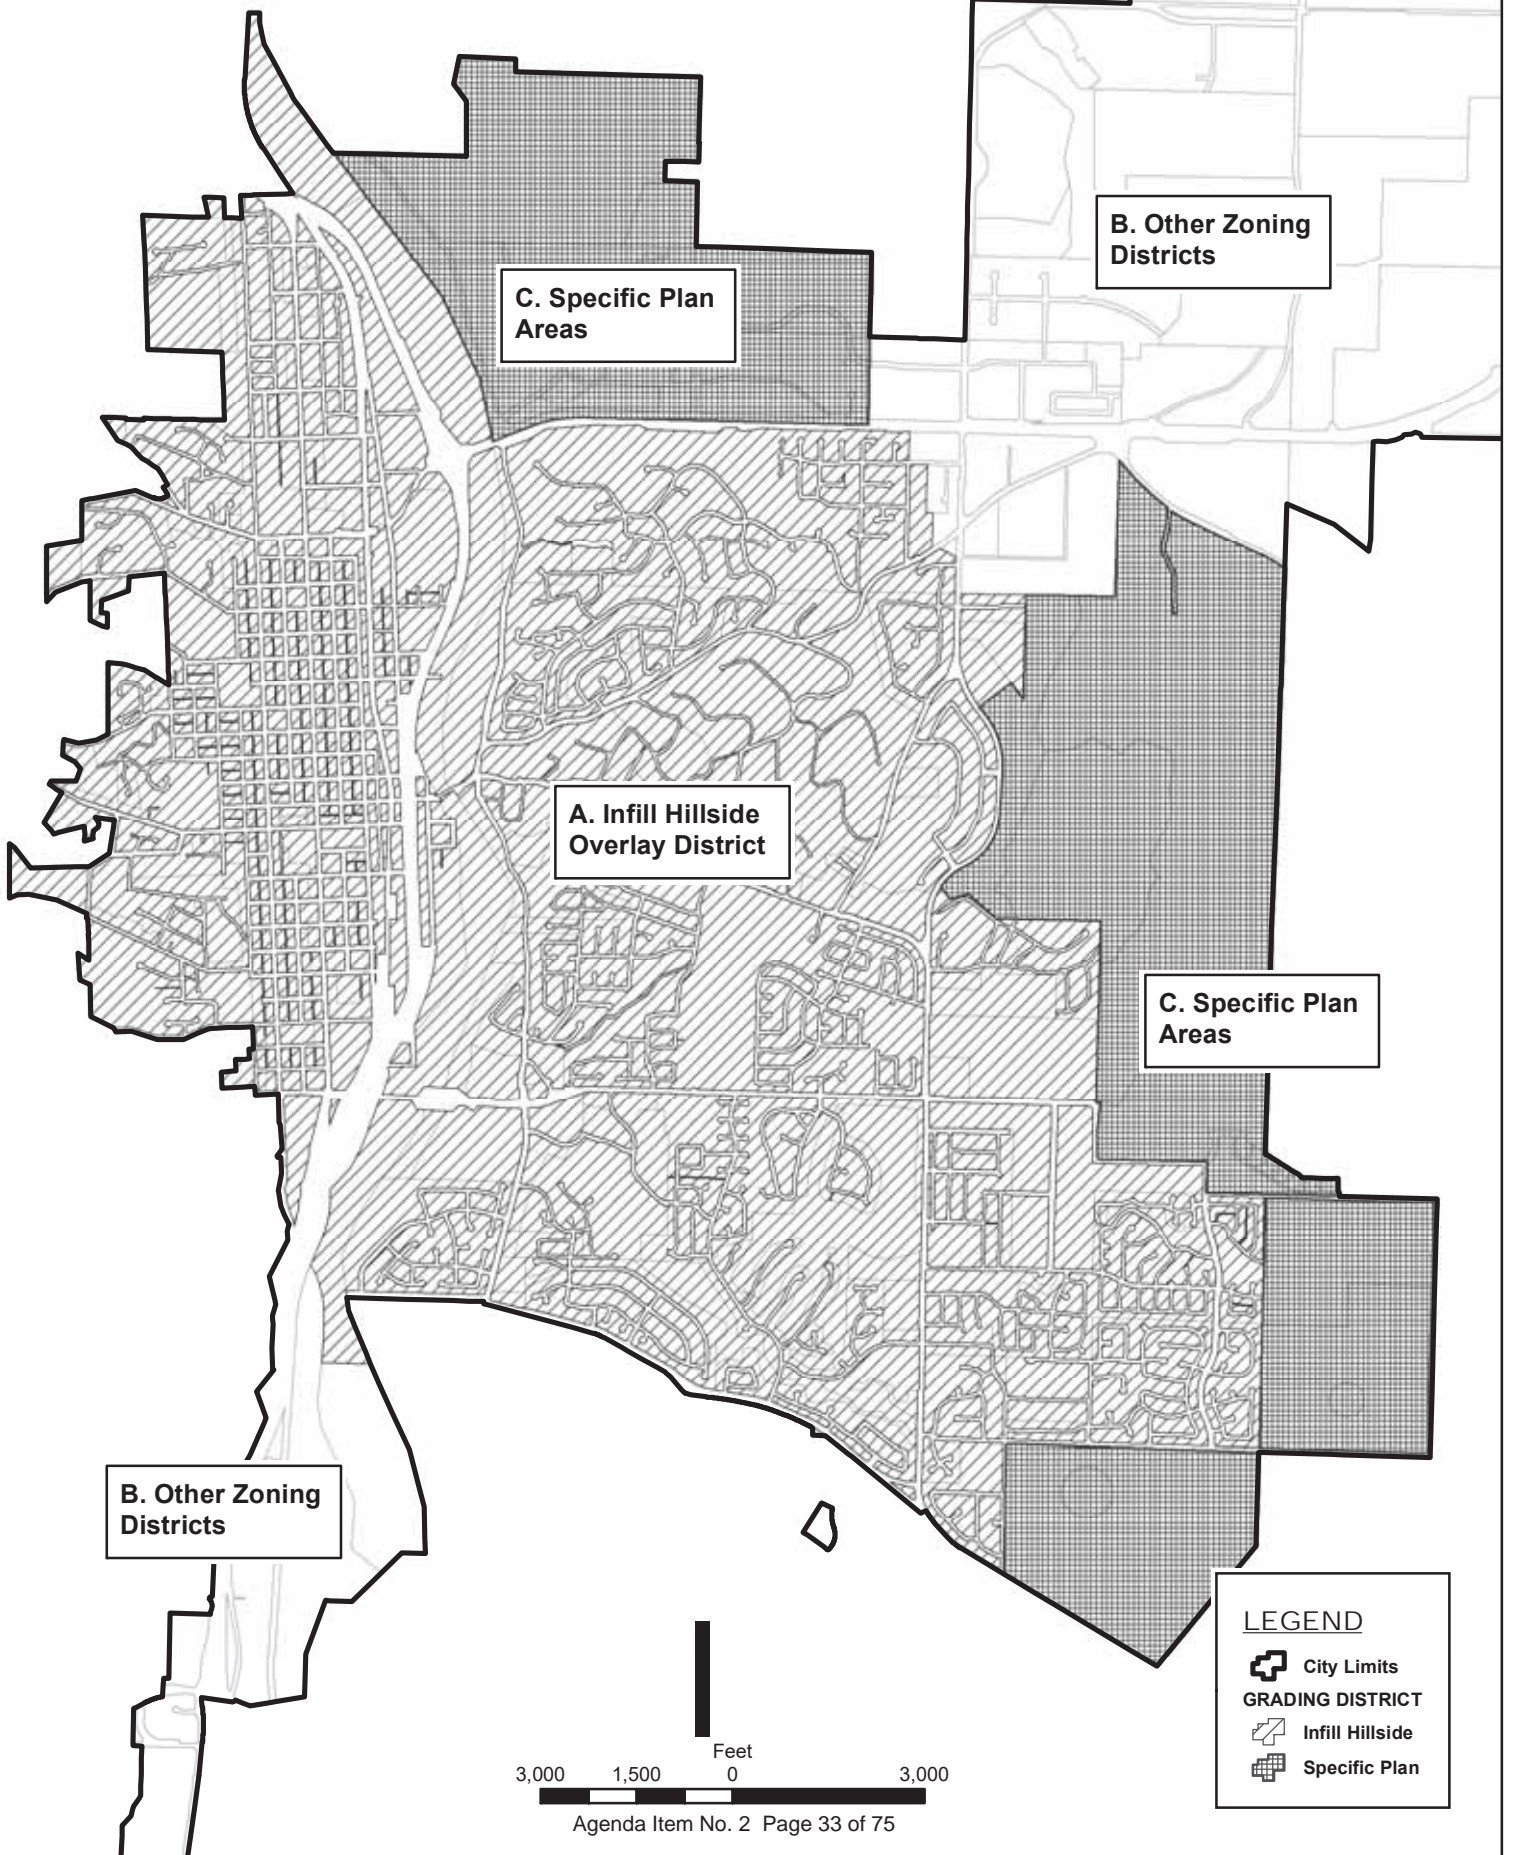 B. Other Zoning
Districts
C. Specific Plan
Areas
A. Infill Hillside
Overlay District
C. Specific Plan
Areas
B. Other Zoning
Districts
LEGEND
City Limits
GRADING DISTRICT
Infill Hillside
Specific Plan
Feet
3,000 1,500 0 3,000
Agenda Item No. 2 Page 33 of 75